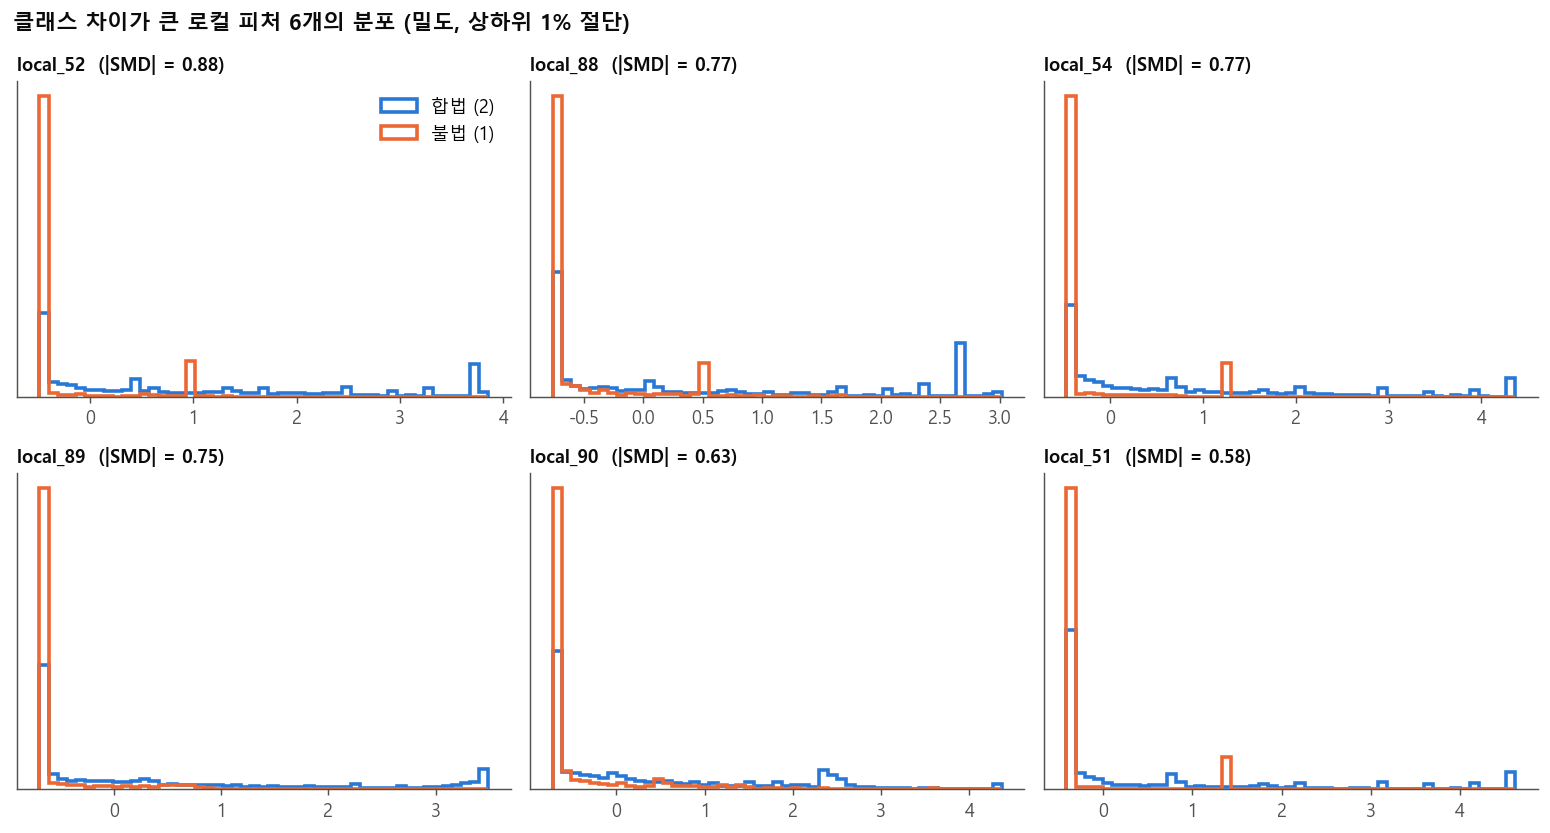 클래스 차이가 큰 로컬 피처 6개의 분포 (밀도, 상하위 1% 절단)
local_52 (|SMD| = 0.88)
합법 (2)
불법 (1)
0 1 2 3 4
local_88 (|SMD| = 0.77)
-0.5 0.0 0.5 1.0 1.5 2.0 2.5 3.0
local_54 (|SMD| = 0.77)
0 1 2 3 4
local_89 (|SMD| = 0.75)
0 1 2 3
local_90 (|SMD| = 0.63)
0 1 2 3 4
local_51 (|SMD| = 0.58)
0 1 2 3 4